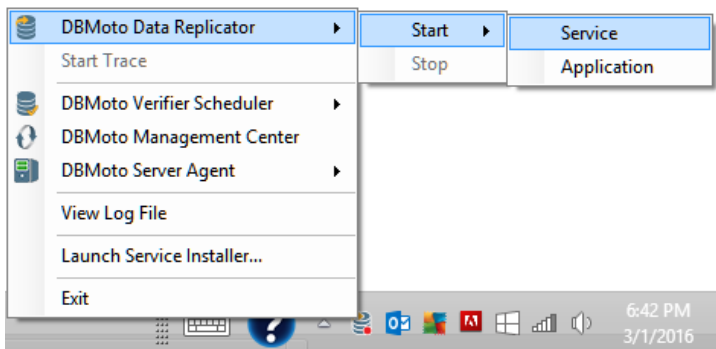 DBMoto Data Replicator
Start
Service
Start Trace
Stop
Application
DBMoto Verifier Scheduler
DBMoto Management Center
DBMoto Server Agent
View Log File
Launch Service Installer...
Exit
6:42 PM
3/1/2016